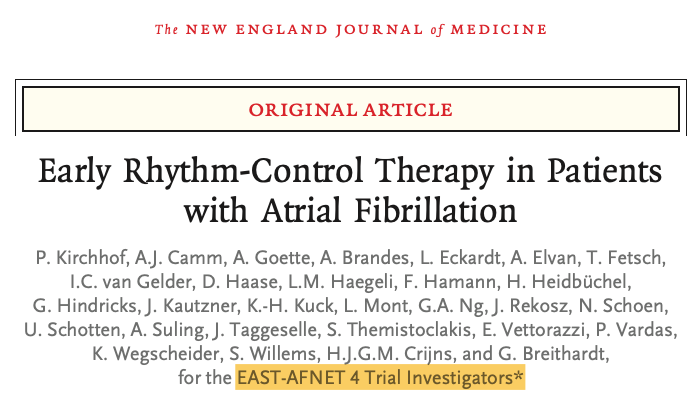 The NEW ENGLAND JOURNAL of MEDICINE
ORIGINAL ARTICLE
Early Rhythm-Control Therapy in Patients
with Atrial Fibrillation
P. Kirchhof, A.J. Camm, A. Goette, A. Brandes, L. Eckardt, A. Elvan, T. Fetsch,
I.C. van Gelder, D. Haase, L.M. Haegeli, F. Hamann, H. Heidbüchel,
G. Hindricks, J. Kautzner, K.-H. Kuck, L. Mont, G.A. Ng, J. Rekosz, N. Schoen,
U. Schotten, A. Suling, J. Taggeselle, S. Themistoclakis, E. Vettorazzi, P. Vardas,
K. Wegscheider, S. Willems, H.J.G.M. Crijns, and G. Breithardt,
for the EAST-AFNET 4 Trial Investigators*